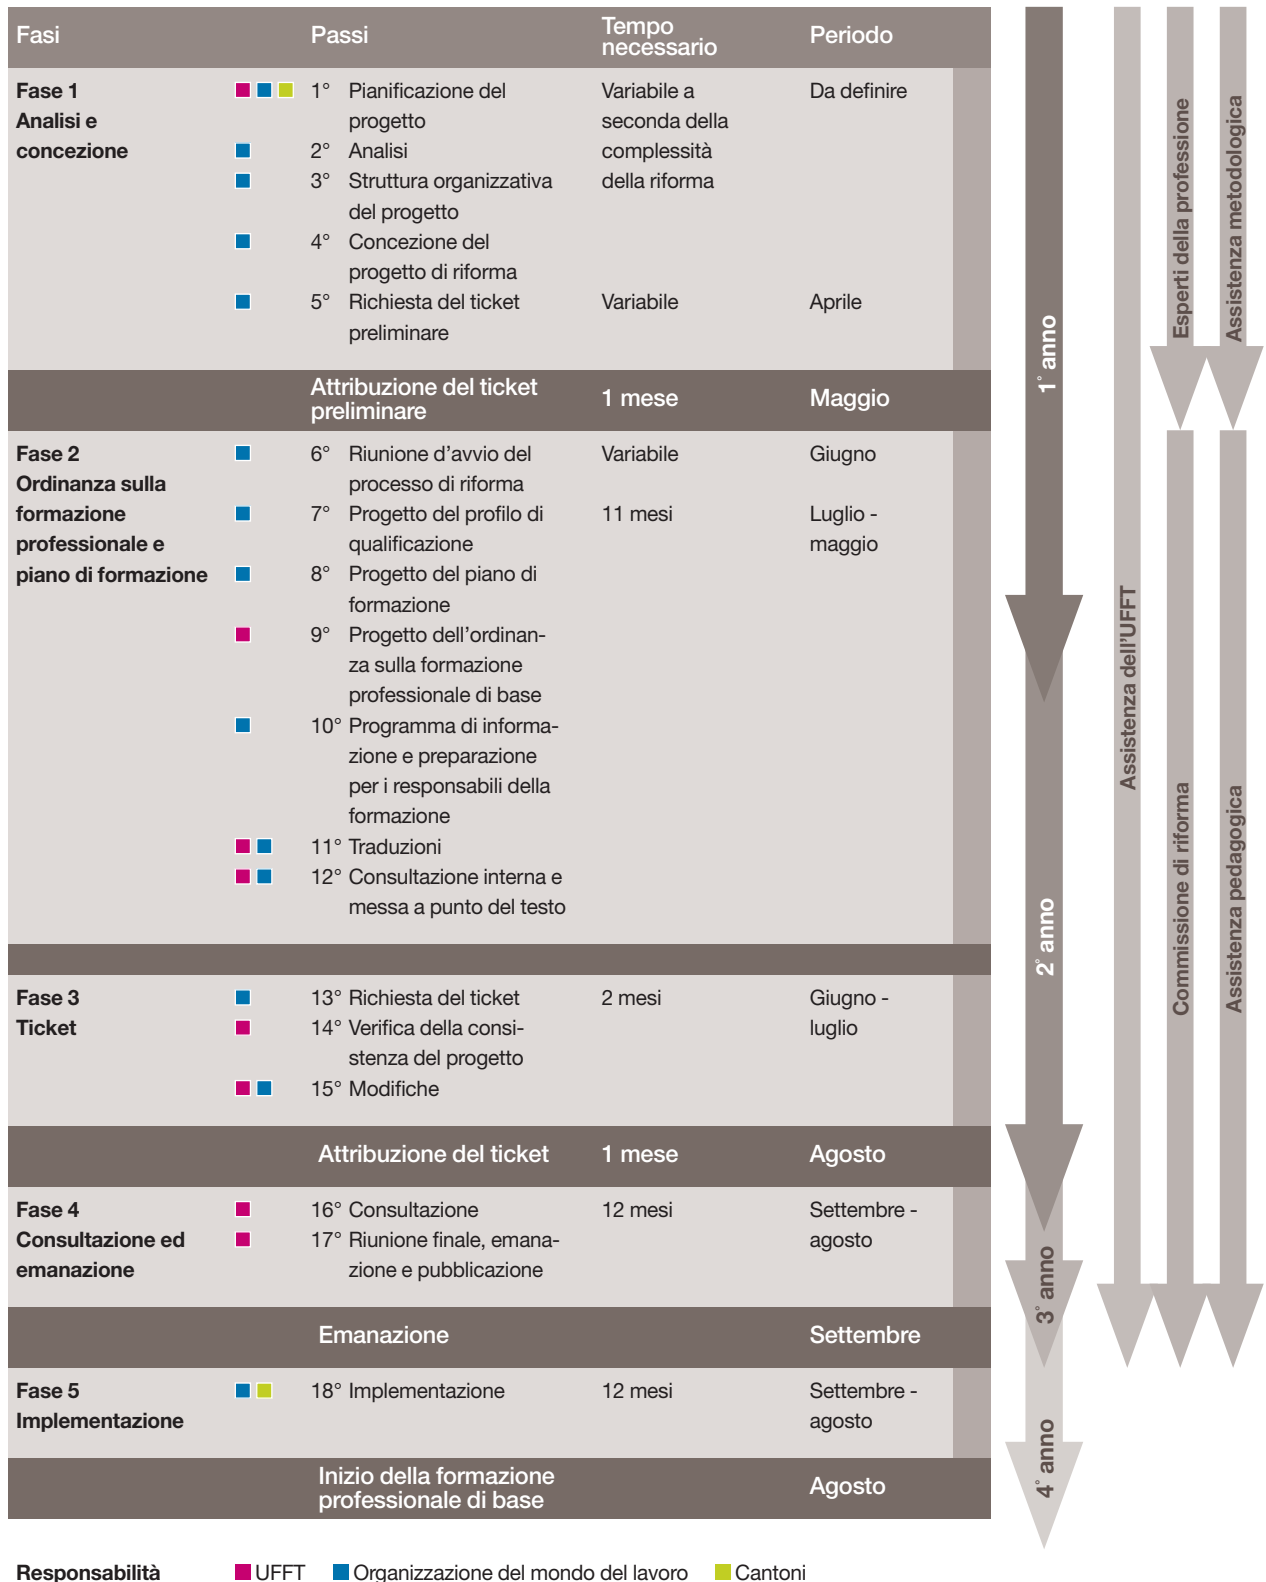 Fasi Passi Tempo necessario Periodo
Fase 1 1° Pianificazione del Variabile a Da definire
Analisi e progetto seconda della
concezione 2° Analisi complessità
3° Struttura organizzativa della riforma
del progetto
4° Concezione del
progetto di riforma
5° Richiesta del ticket Variabile Aprile
preliminare
Attribuzione del ticket
preliminare 1 mese Maggio
Fase 2 6° Riunione d’avvio del Variabile Giugno
Ordinanza sulla processo di riforma
formazione 7° Progetto del profilo di 11 mesi Luglio -
professionale e qualificazione maggio
piano di formazione 8° Progetto del piano di
formazione
9° Progetto dell’ordinan-
za sulla formazione
professionale di base
10° Programma di informa-
zione e preparazione
per i responsabili della
formazione
11° Traduzioni
12° Consultazione interna e
messa a punto del testo
Fase 3 13° Richiesta del ticket 2 mesi Giugno -
Ticket 14° Verifica della consi- luglio
stenza del progetto
15° Modifiche
Attribuzione del ticket 1 mese Agosto
Fase 4 16° Consultazione 12 mesi Settembre -
Consultazione ed 17° Riunione finale, emana- agosto
emanazione zione e pubblicazione
Emanazione Settembre
Fase 5 18° Implementazione 12 mesi Settembre -
Implementazione agosto
Inizio della formazione
professionale di base Agosto
Responsabilità UFFT Organizzazione del mondo del lavoro Cantoni
1° anno
2° anno
3° anno
4° anno
Assistenza dell’UFFT
Esperti della professione
Commissione di riforma
Assistenza metodologica
Assistenza pedagogica